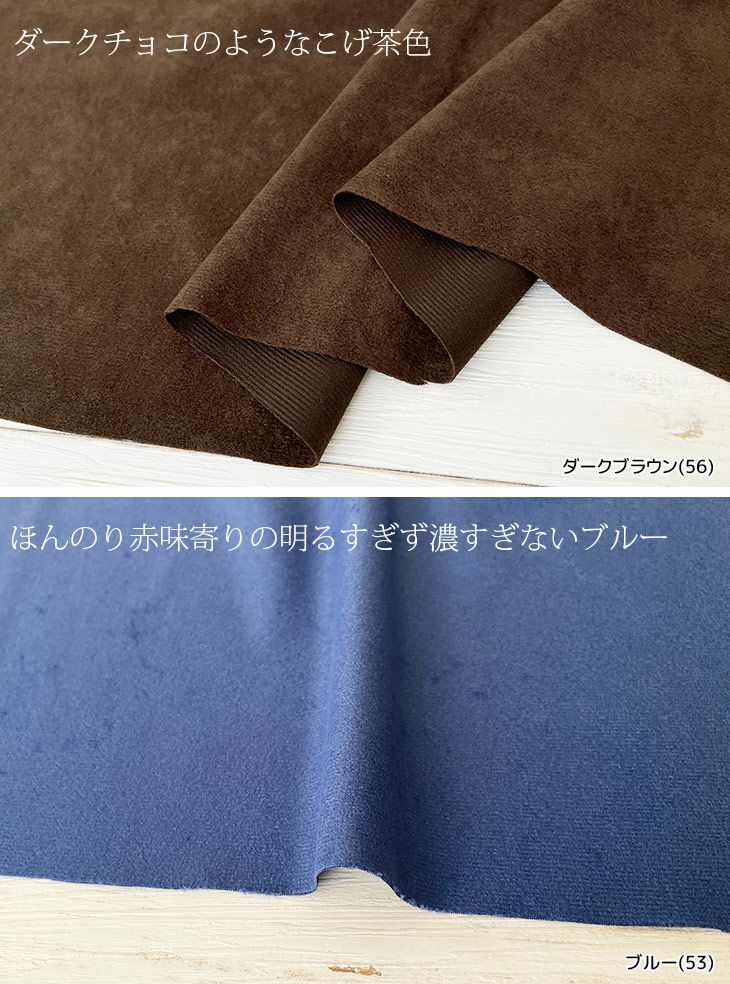 ダークチョコのようなこげ茶色
ダークブラウン(56)
ほんのり赤味寄りの明るすぎず濃すぎないブルー
ブルー(53)